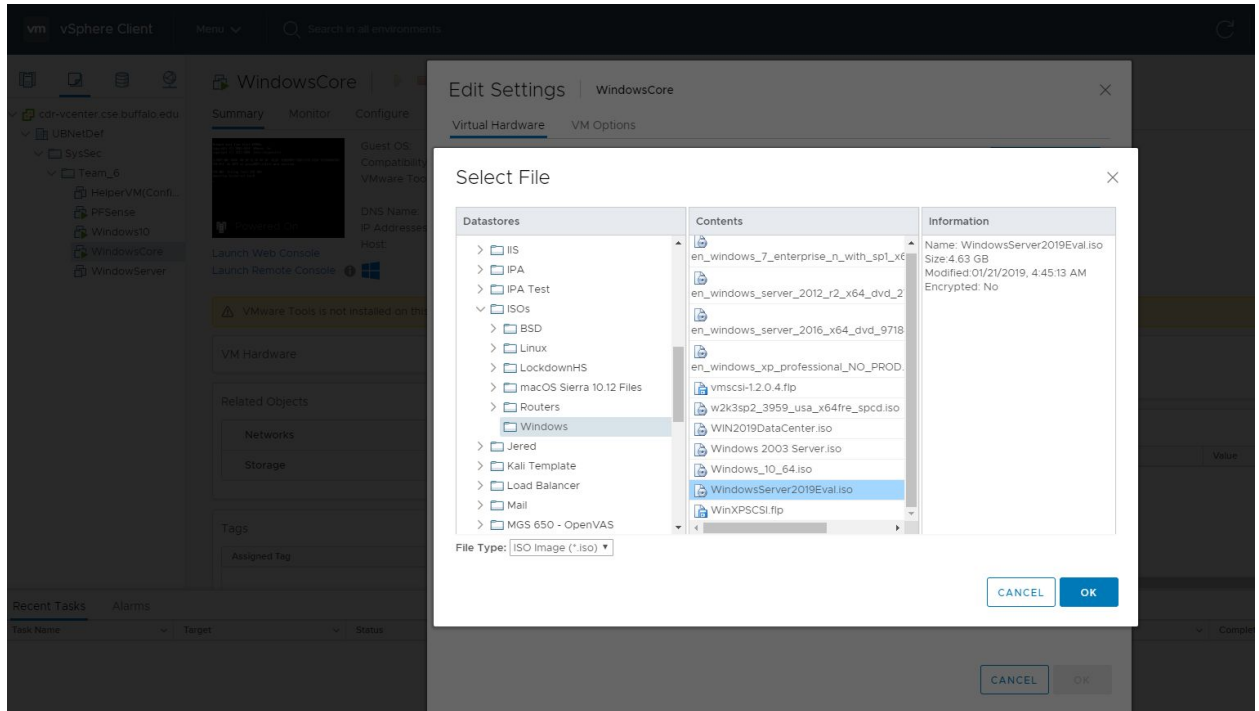 vm vSphere Client Menu Search in all environments
WindowsCore
Summary Monitor Configure
cdr-vcenter.cse.buffalo.edu
UBNetDef
SysSec
Team_6
HelperVM(Confi...
PFSense
Windows10
WindowsCore
WindowServer
Guest OS:
Compatibility
VMware Too
DNS Name:
IP Addresses
Host:
Powered On
Launch Web Console
Launch Remote Console
VMware Tools is not installed on this
VM Hardware
Related Objects
Networks
Storage
Tags
Assigned Tag
Value
Recent Tasks Alarms
Task Name Target Status
Comple
Edit Settings WindowsCore
Virtual Hardware VM Options
Select File
Datastores
IIS
IPA
IPA Test
ISOs
BSD
Linux
LockdownHS
macOS Sierra 10.12 Files
Routers
Windows
Jered
Kali Template
Load Balancer
Mail
MGS 650 - OpenVAS
Contents
en_windows_7_enterprise_n_with_sp1_x6
en_windows_server_2012_r2_x64_dvd_2
en_windows_server_2016_x64_dvd_9718
en_windows_xp_professional_NO_PROD.
vmscsi-1.2.0.4.flp
w2k3sp2_3959_usa_x64fre_spcd.iso
WIN2019DataCenter.iso
Windows 2003 Server.iso
Windows_10_64.iso
WindowsServer2019Eval.iso
WinXPSCSI.flp
Information
Name: WindowsServer2019Eval.iso
Size:4.63 GB
Modified:01/21/2019, 4:45:13 AM
Encrypted: No
File Type: ISO Image (*.iso)
CANCEL OK
CANCEL OK